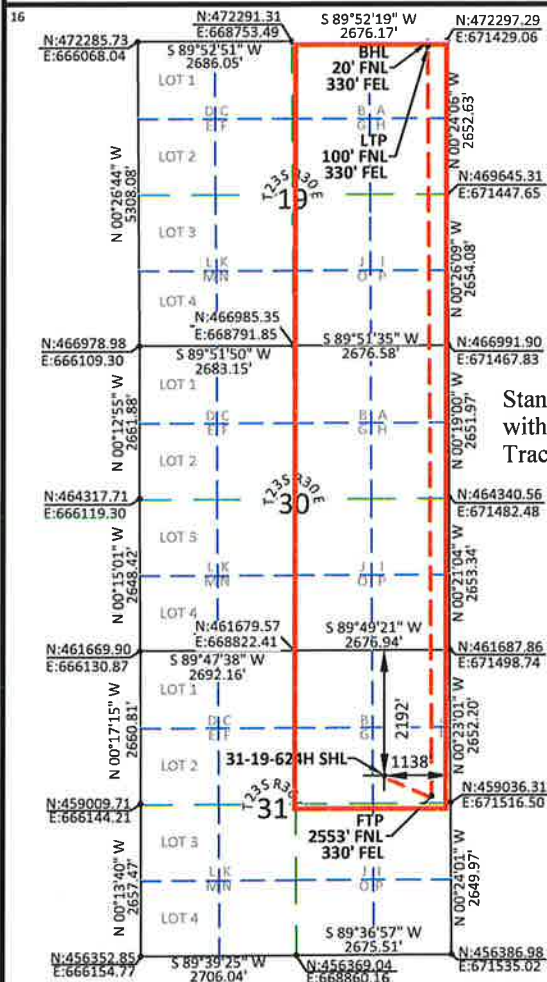 16
N:472285.73
E:666068.04
N:472291.31
E:668753.49
S 89°52'19" W
2676.17'
N:472297.29
E:671429.06
S 89°52'51" W
2686.05'
BHL
20' FNL
330' FEL
LOT 1
D C
E F
B A
G H
N 00°24'06" W
2652.63'
LTP
100' FNL
330' FEL
LOT 2
N 00°26'44" W
5308.08'
T 23S R30E
19
N:469645.31
E:671447.65
LOT 3
L K
M N
J I
O P
N 00°26'09" W
2654.08'
LOT 4
N:466985.35
E:668791.85
N:466978.98
E:666109.30
S 89°51'50" W
2683.15'
S 89°51'35" W
2676.58'
N:466991.90
E:671467.83
LOT 1
N 00°12'55" W
2661.88'
D C
E F
B A
G H
N 00°19'00" W
2651.97'
Stan
with
Trac
LOT 2
N:464317.71
E:666119.30
T 23S R30E
30
N:464340.56
E:671482.48
N 00°15'01" W
2648.42'
L K
M N
J I
O P
N 00°21'04" W
2653.34'
LOT 4
N:461679.57
E:668822.41
S 89°49'21" W
2676.94'
N:461669.90
E:666130.87
S 89°47'38" W
2692.16'
N:461687.86
E:671498.74
LOT 1
N 00°17'15" W
2660.81'
D C
E F
B
G
2192'
N 00°23'01" W
2652.20'
31-19-624H SHL
1138'
LOT 2
N:459009.71
E:666144.21
T 23S R30
31
N:459036.31
E:671516.50
FTP
2553' FNL
330' FEL
LOT 3
N 00°13'40" W
2657.47'
L K
M N
J I
O P
N 00°24'01" W
2649.97'
LOT 4
S 89°36'57" W
2675.51'
N:456352.85
E:666154.77
S 89°39'25" W
2706.04'
N:456369.04
E:668860.16
N:456386.98
E:671535.02